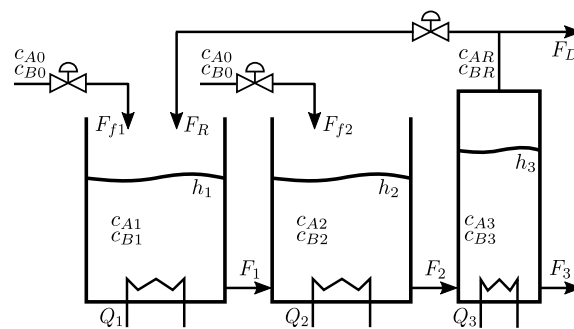 c_{A0}
c_{B0}
c_{A0}
c_{B0}
c_{AR}
c_{BR}
F_D
F_{f1}
F_R
F_{f2}
h_1
h_2
h_3
c_{A1}
c_{B1}
c_{A2}
c_{B2}
c_{A3}
c_{B3}
F_1
F_2
F_3
Q_1
Q_2
Q_3